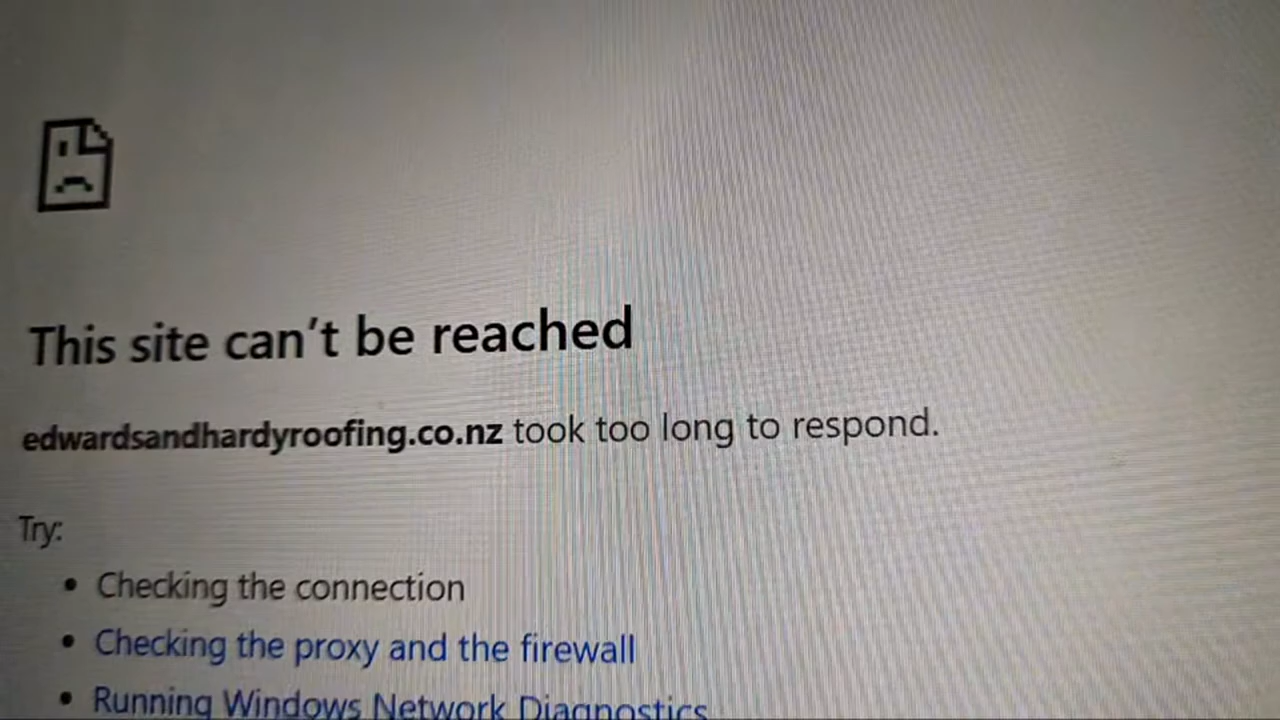 This site can't be reached
edwardsandhardyroofing.co.nz took too long to respond.
Try:
• Checking the connection
• Checking the proxy and the firewall
• Running Windows Network Diagnostics